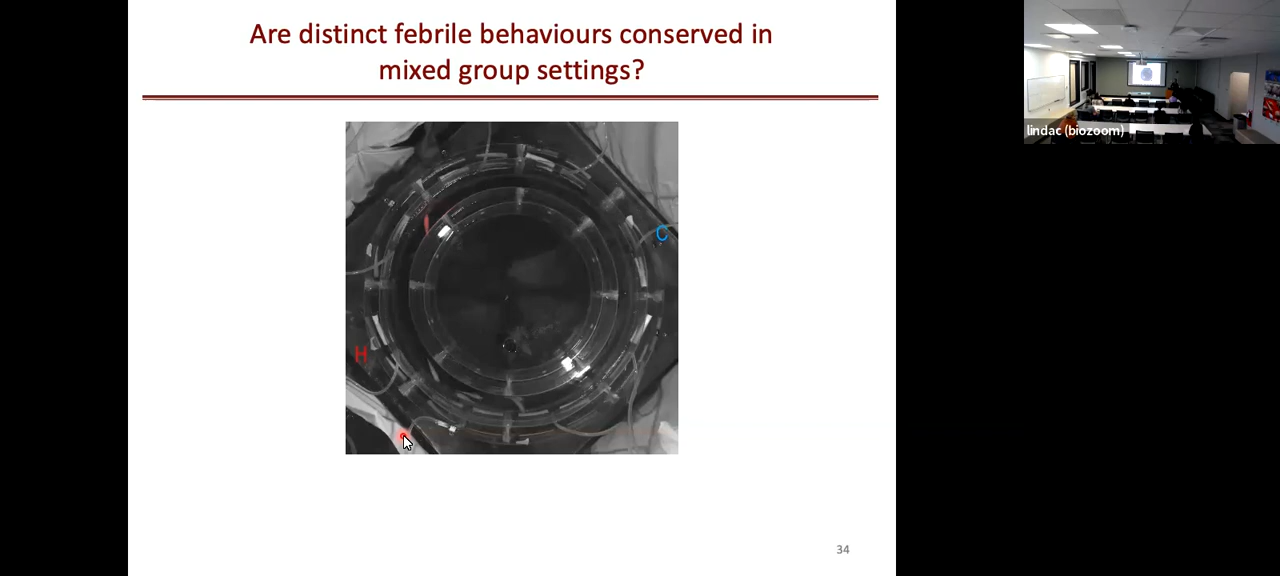 Are distinct febrile behaviours conserved in
mixed group settings?
C
H
34
lindac (biozoom)